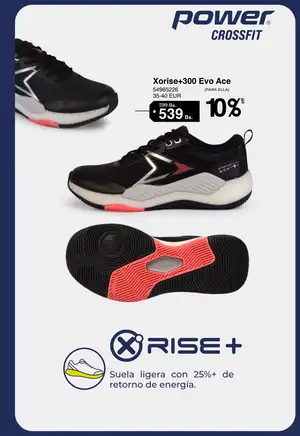 power®
CROSSFIT
Xorise+300 Evo Ace
54965226 (PARA ELLA)
35-40 EUR
599 Bs.
539 Bs. 10%
RISE+
Suela ligera con 25%+ de
retorno de energía.